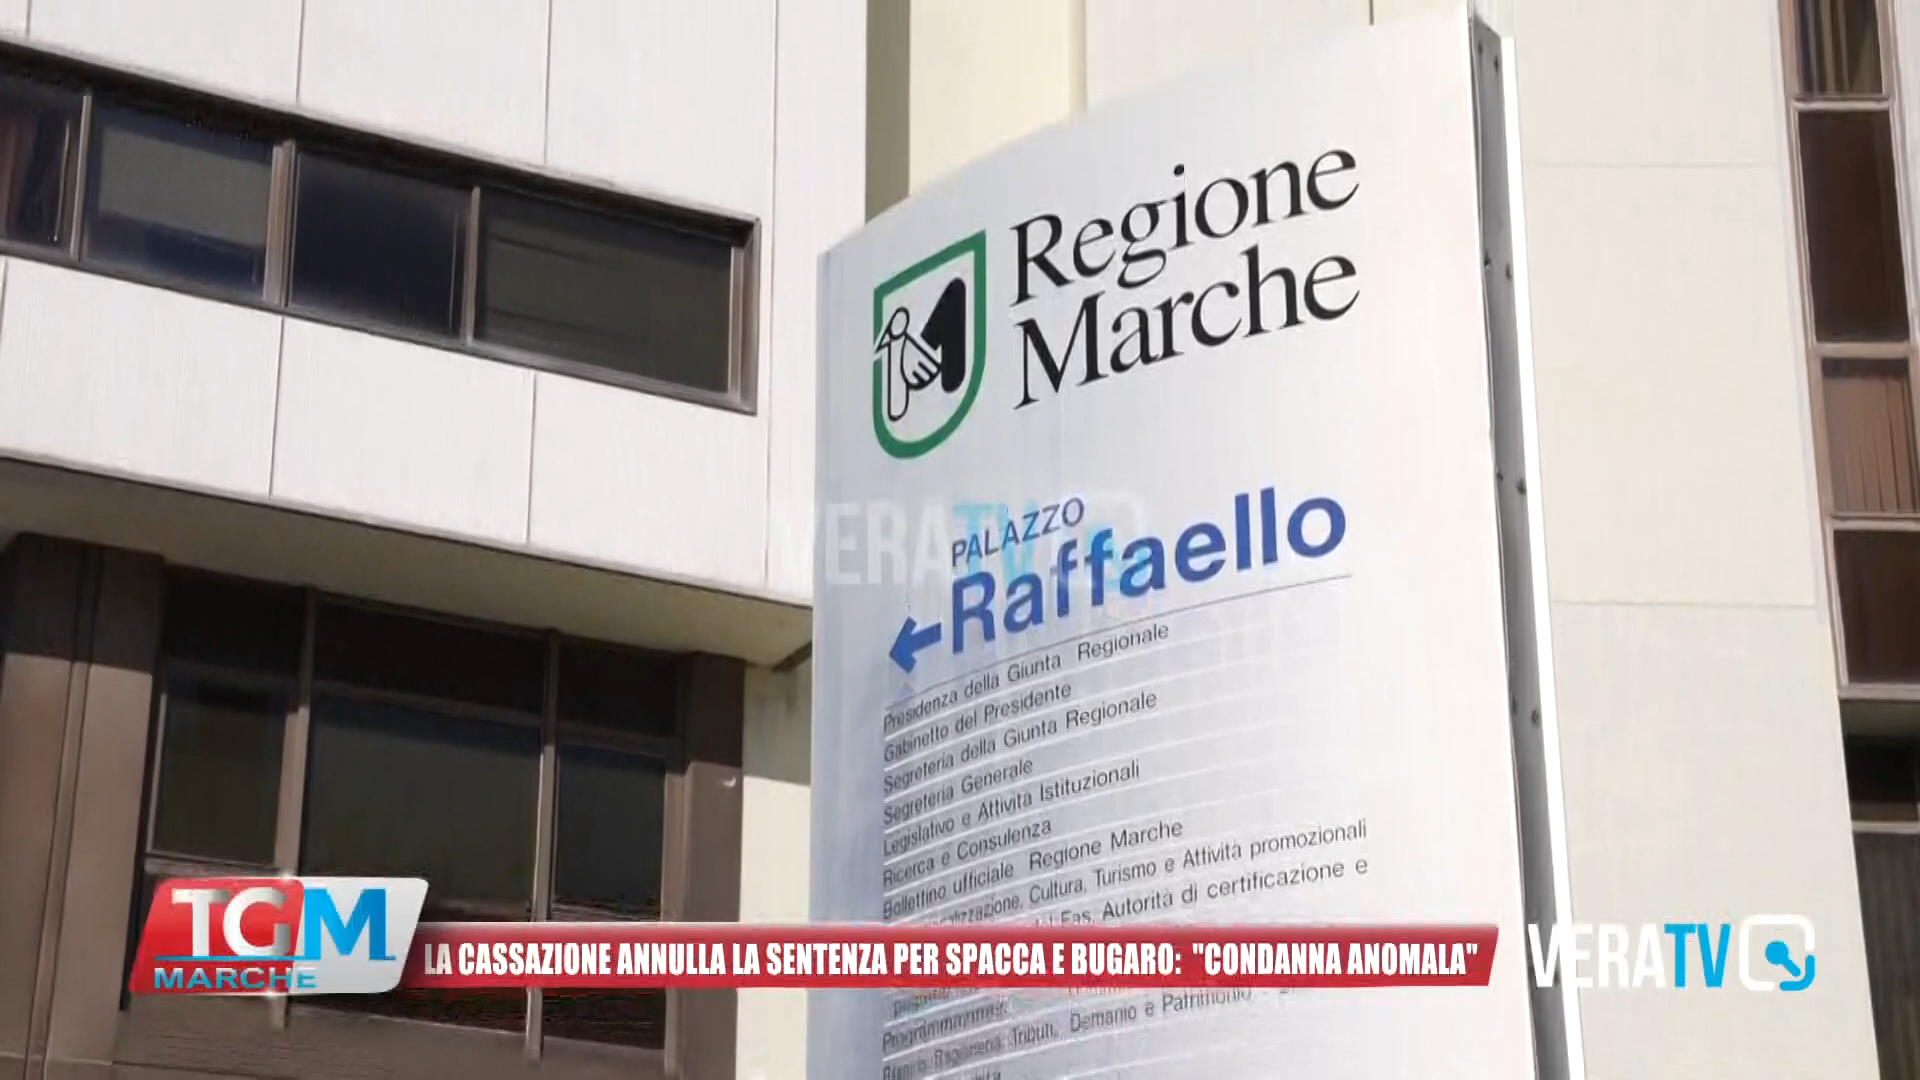 Regione
Marche
PALAZZO
Raffaello
Presidenza della Giunta Regionale
Gabinetto del Presidente
Segreteria della Giunta Regionale
Segreteria Generale
Legislativo e Attività Istituzionali
Ricerca e Consulenza
Bollettino ufficiale Regione Marche
Cultura, Turismo e Attività promozionali
Fas, Autorità di certificazione e
TGM
MARCHE
LA CASSAZIONE ANNULLA LA SENTENZA PER SPACCA E BUGARO: "CONDANNA ANOMALA"
VERATV
VERATV
Tributi, Demanio e Patrimonio